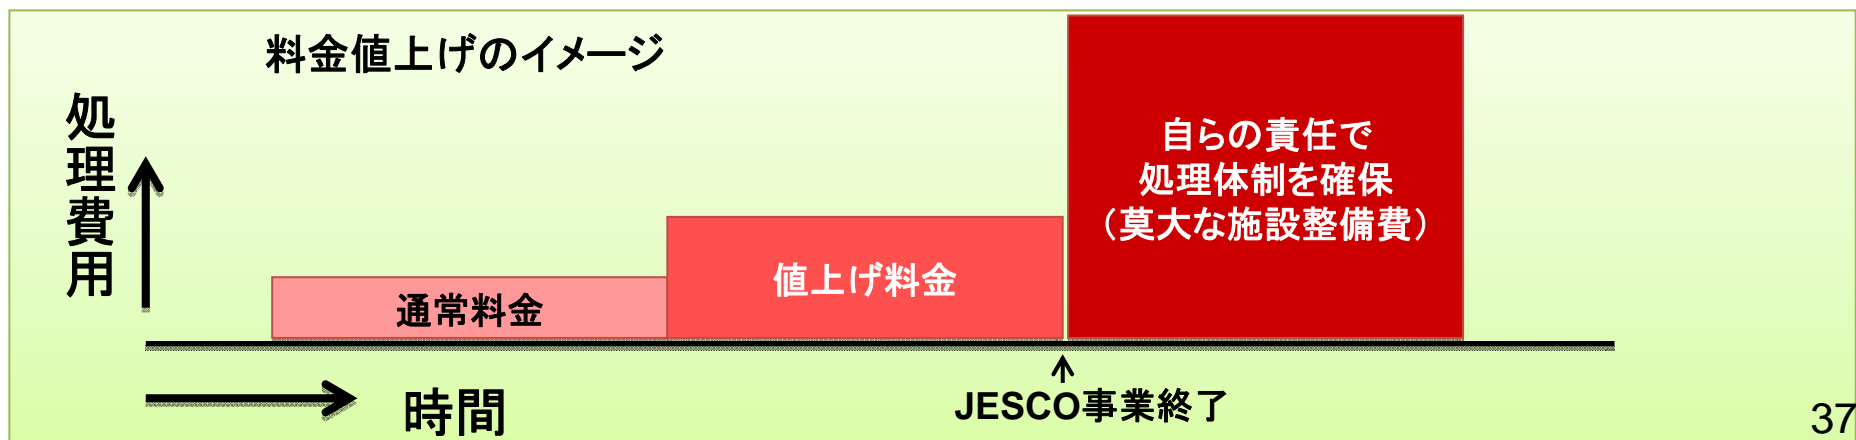 料金値上げのイメージ
処理費用
自らの責任で
処理体制を確保
（莫大な施設整備費）
値上げ料金
通常料金
時間
JESCO事業終了
37